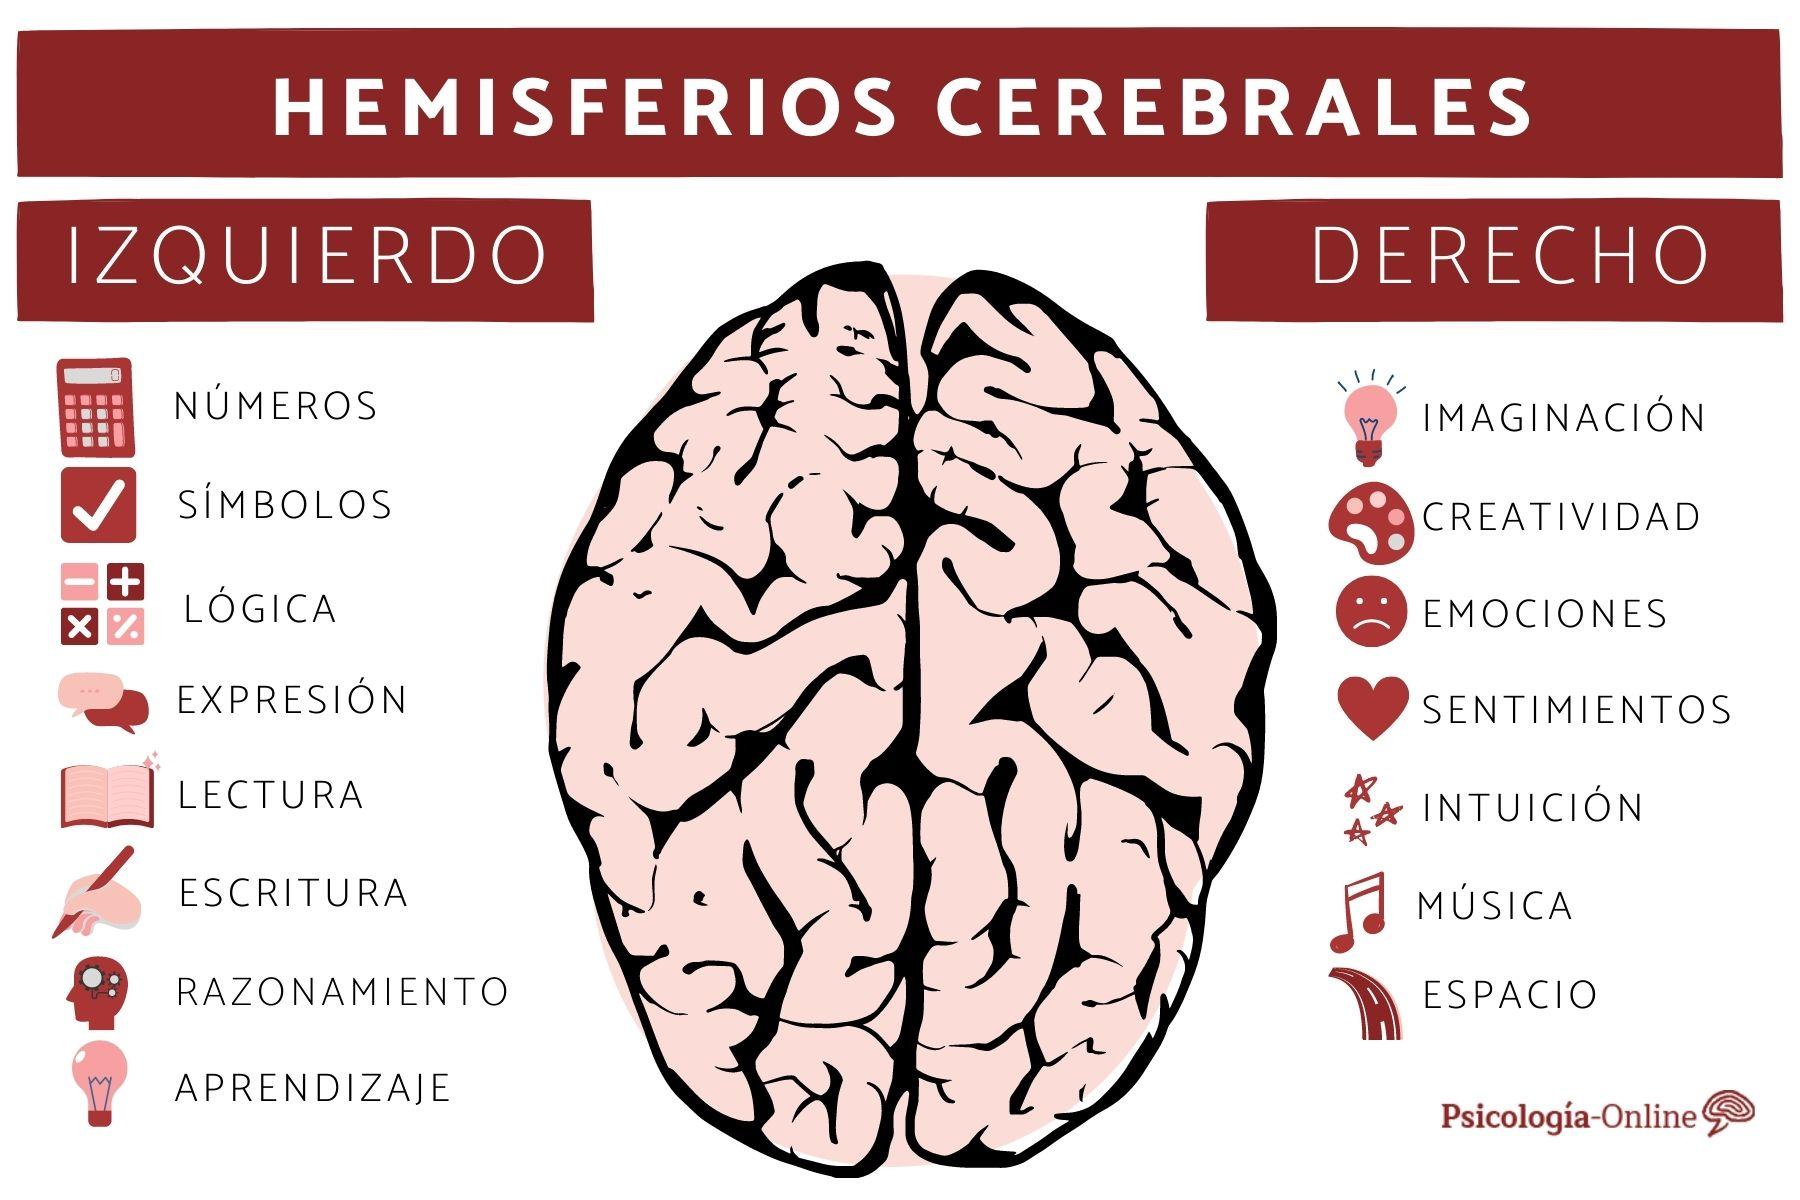 HEMISFERIOS CEREBRALES
IZQUIERDO
NÚMEROS
SÍMBOLOS
LÓGICA
EXPRESIÓN
LECTURA
ESCRITURA
RAZONAMIENTO
APRENDIZAJE
DERECHO
IMAGINACIÓN
CREATIVIDAD
EMOCIONES
SENTIMIENTOS
INTUICIÓN
MÚSICA
ESPACIO
Psicología-Online